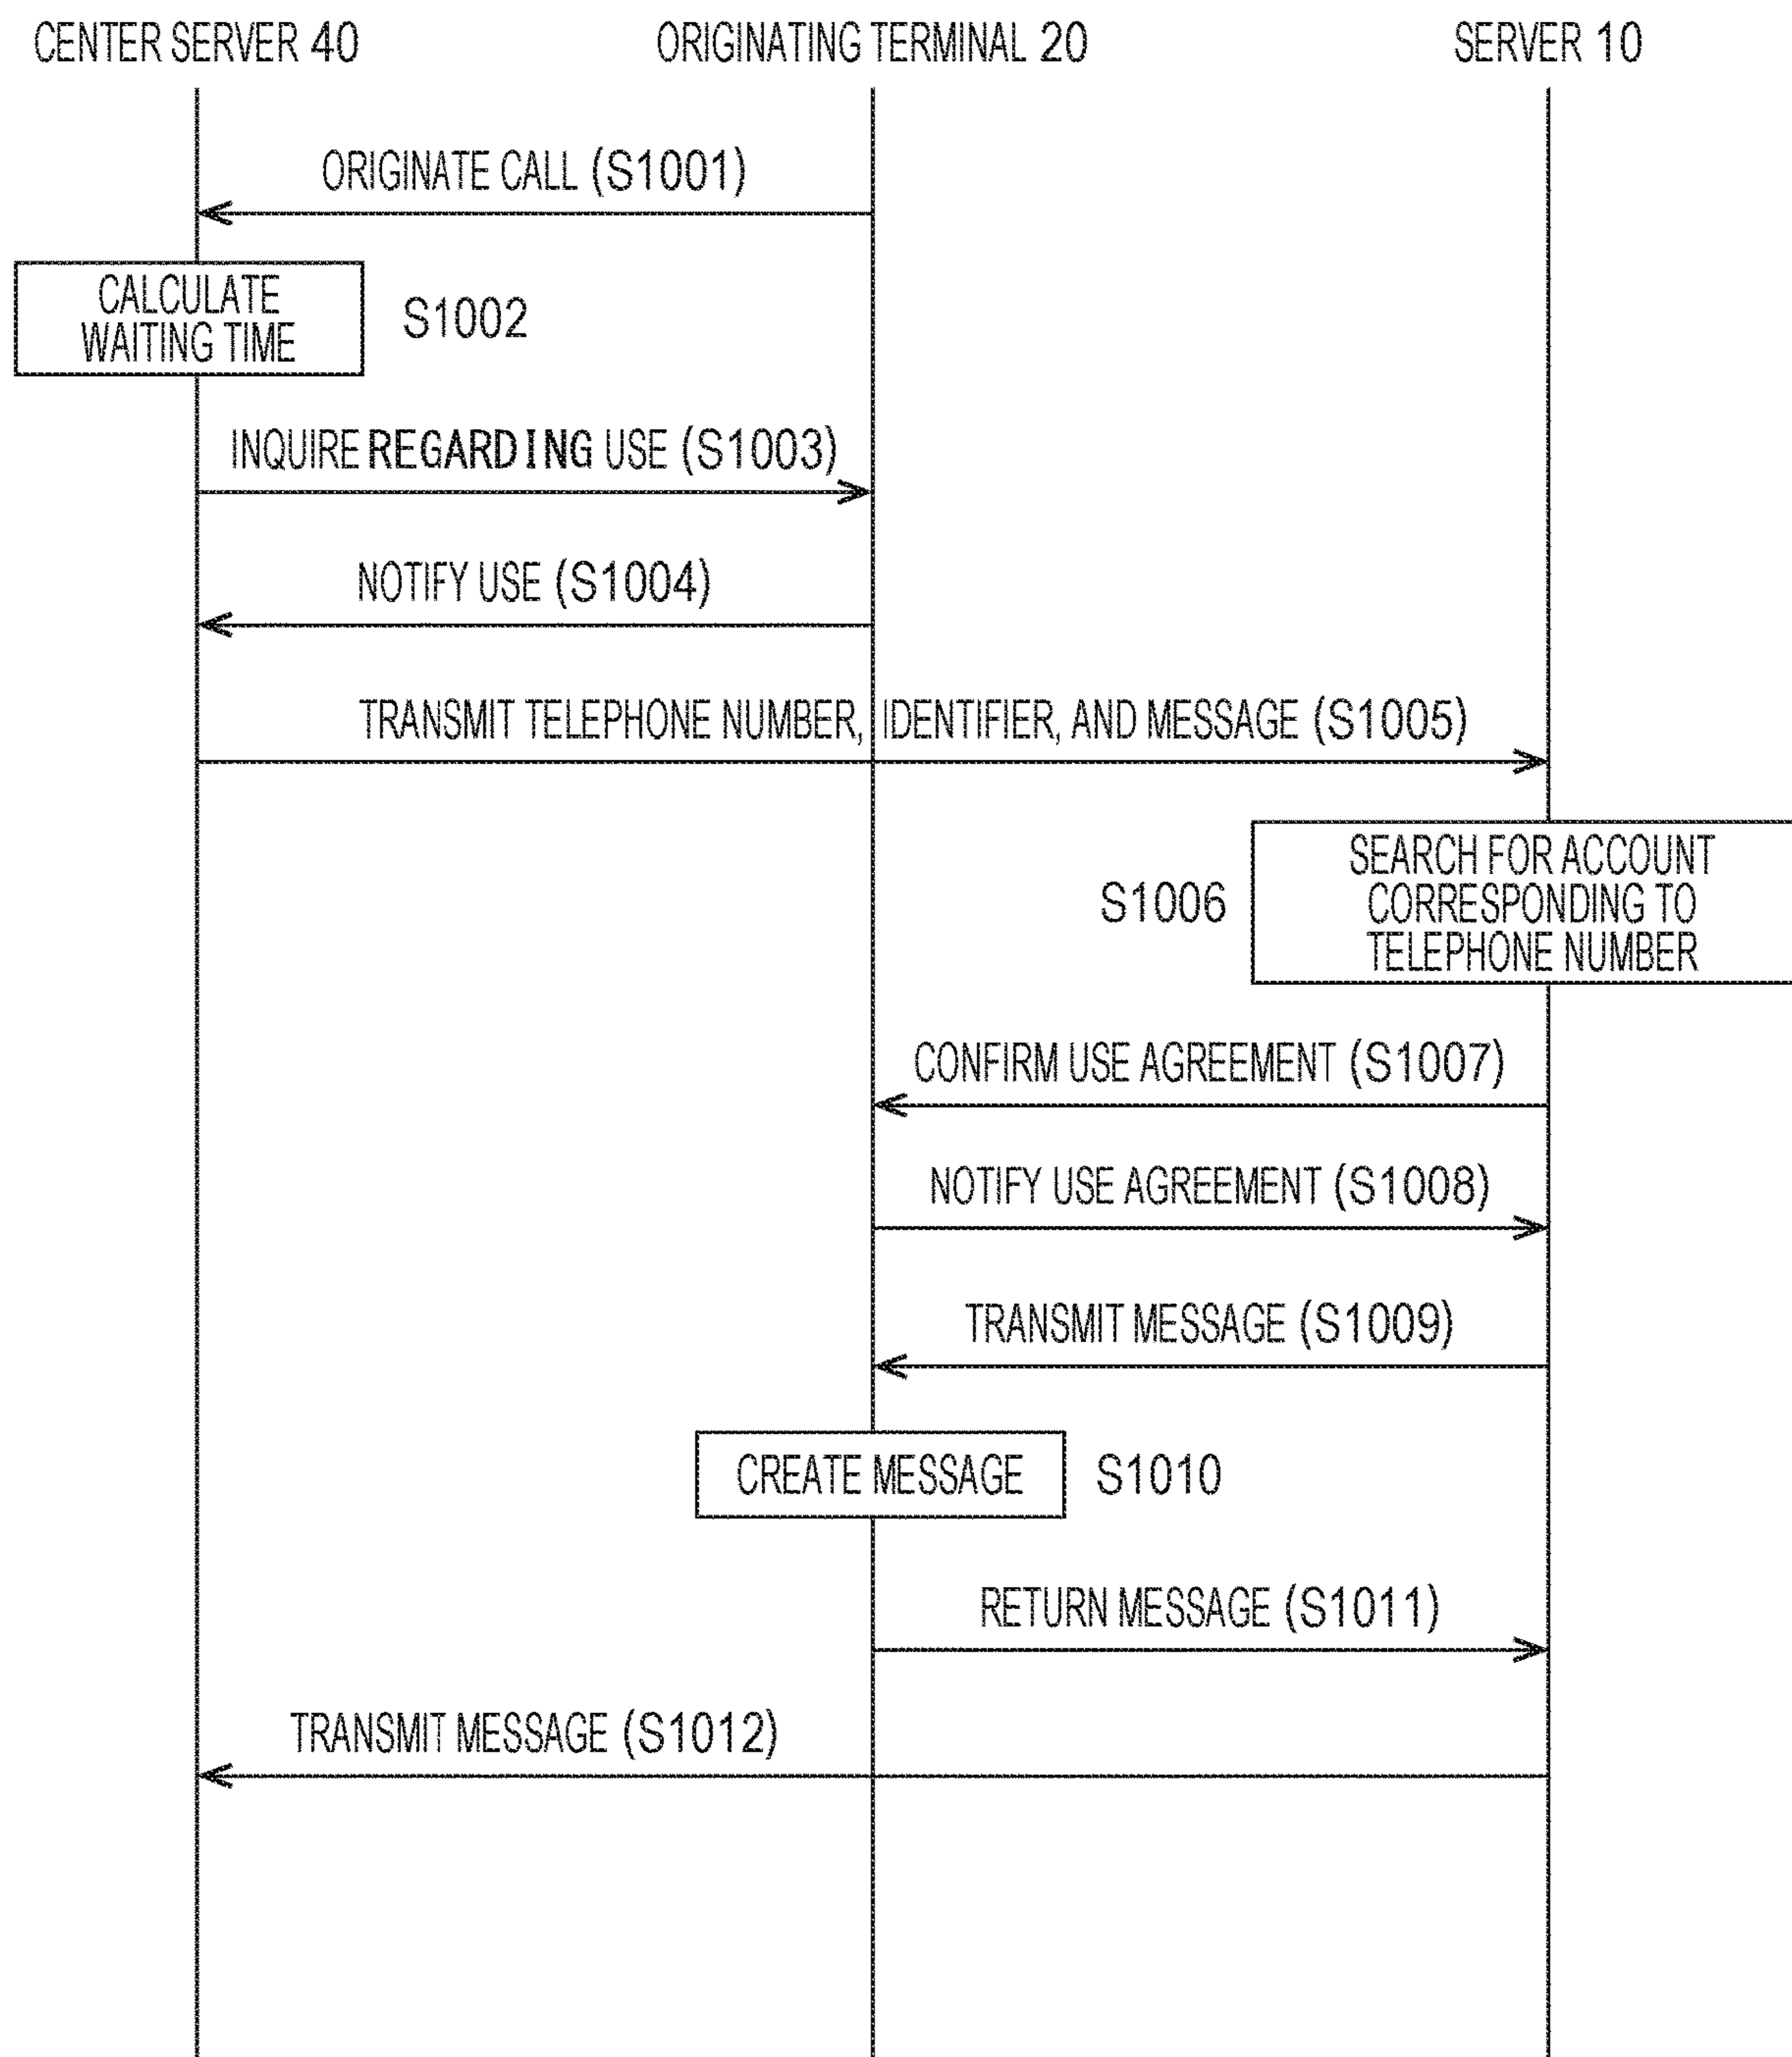 CENTER SERVER 40
ORIGINATING TERMINAL 20
SERVER 10
ORIGINATE CALL (S1001)
CALCULATE
WAITING TIME
S1002
INQUIRE REGARDING USE (S1003)
NOTIFY USE (S1004)
TRANSMIT TELEPHONE NUMBER, IDENTIFIER, AND MESSAGE (S1005)
S1006
SEARCH FOR ACCOUNT
CORRESPONDING TO
TELEPHONE NUMBER
CONFIRM USE AGREEMENT (S1007)
NOTIFY USE AGREEMENT (S1008)
TRANSMIT MESSAGE (S1009)
CREATE MESSAGE
S1010
RETURN MESSAGE (S1011)
TRANSMIT MESSAGE (S1012)